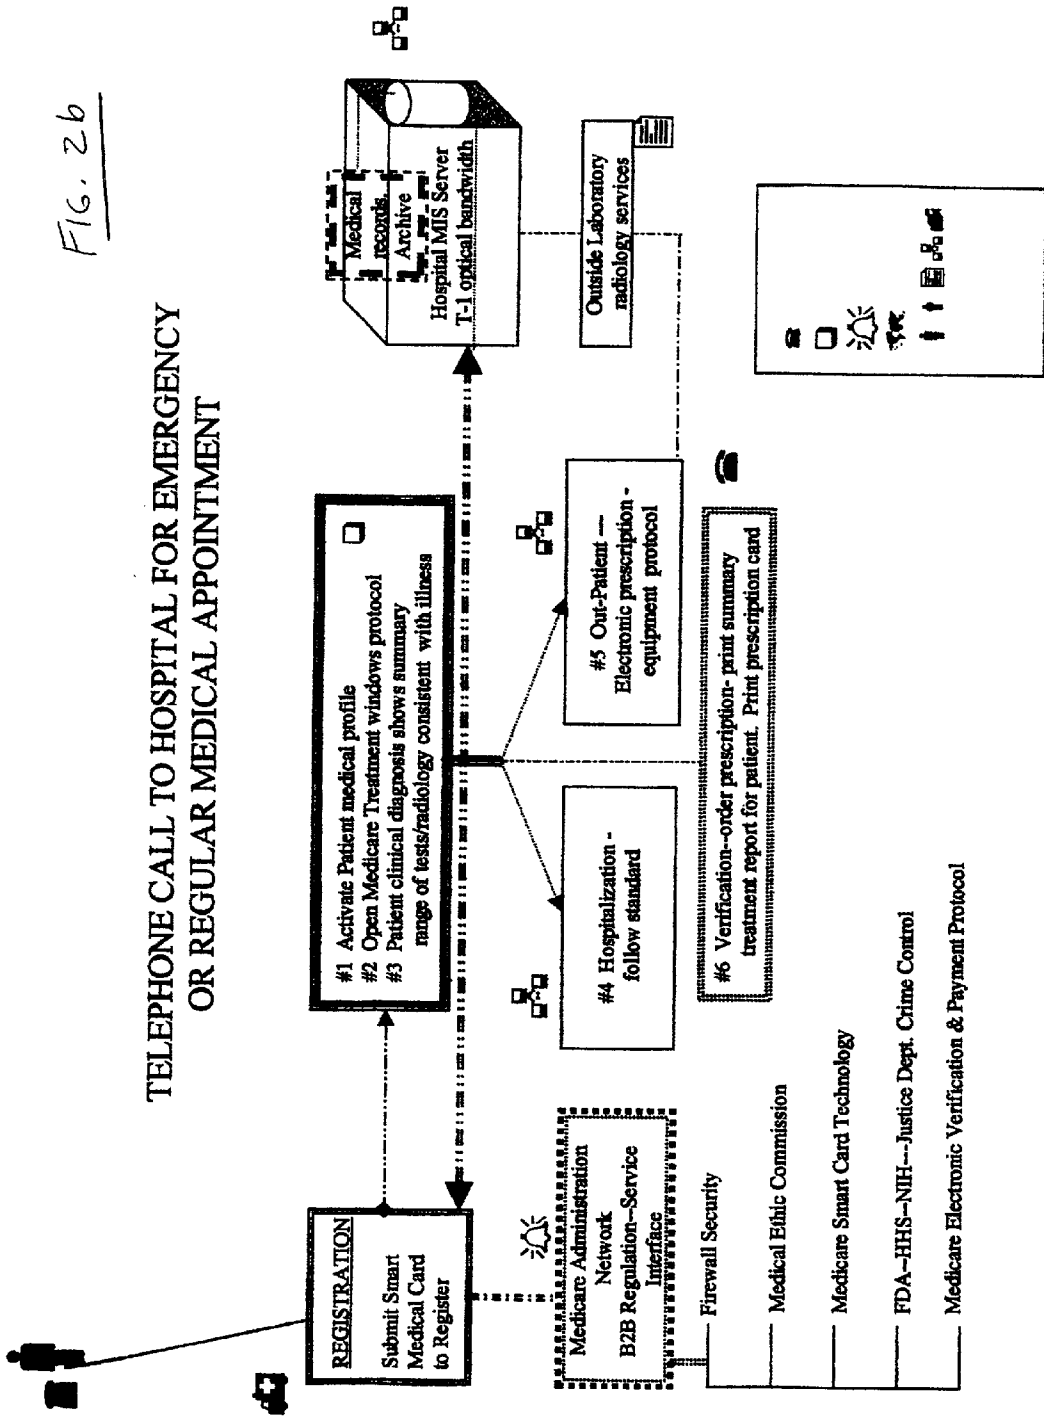 FIG. 2b
TELEPHONE CALL TO HOSPITAL FOR EMERGENCY
OR REGULAR MEDICAL APPOINTMENT
REGISTRATION
Submit Smart
Medical Card
to Register
#1 Activate Patient medical profile
#2 Open Medicare Treatment windows protocol
#3 Patient clinical diagnosis shows summary
range of tests/radiology consistent with illness
Medical
records
Archive
Hospital MIS Server
T-1 optical bandwidth
Medicare Administration
Network
B2B Regulation--Service
Interface
#4 Hospitalization -
follow standard
#5 Out-Patient ---
Electronic prescription -
equipment protocol
Outside Laboratory
radiology services
#6 Verification--order prescription- print summary
treatment report for patient. Print prescription card
Firewall Security
Medical Ethic Commission
Medicare Smart Card Technology
FDA--HHS--NIH---Justice Dept. Crime Control
Medicare Electronic Verification & Payment Protocol